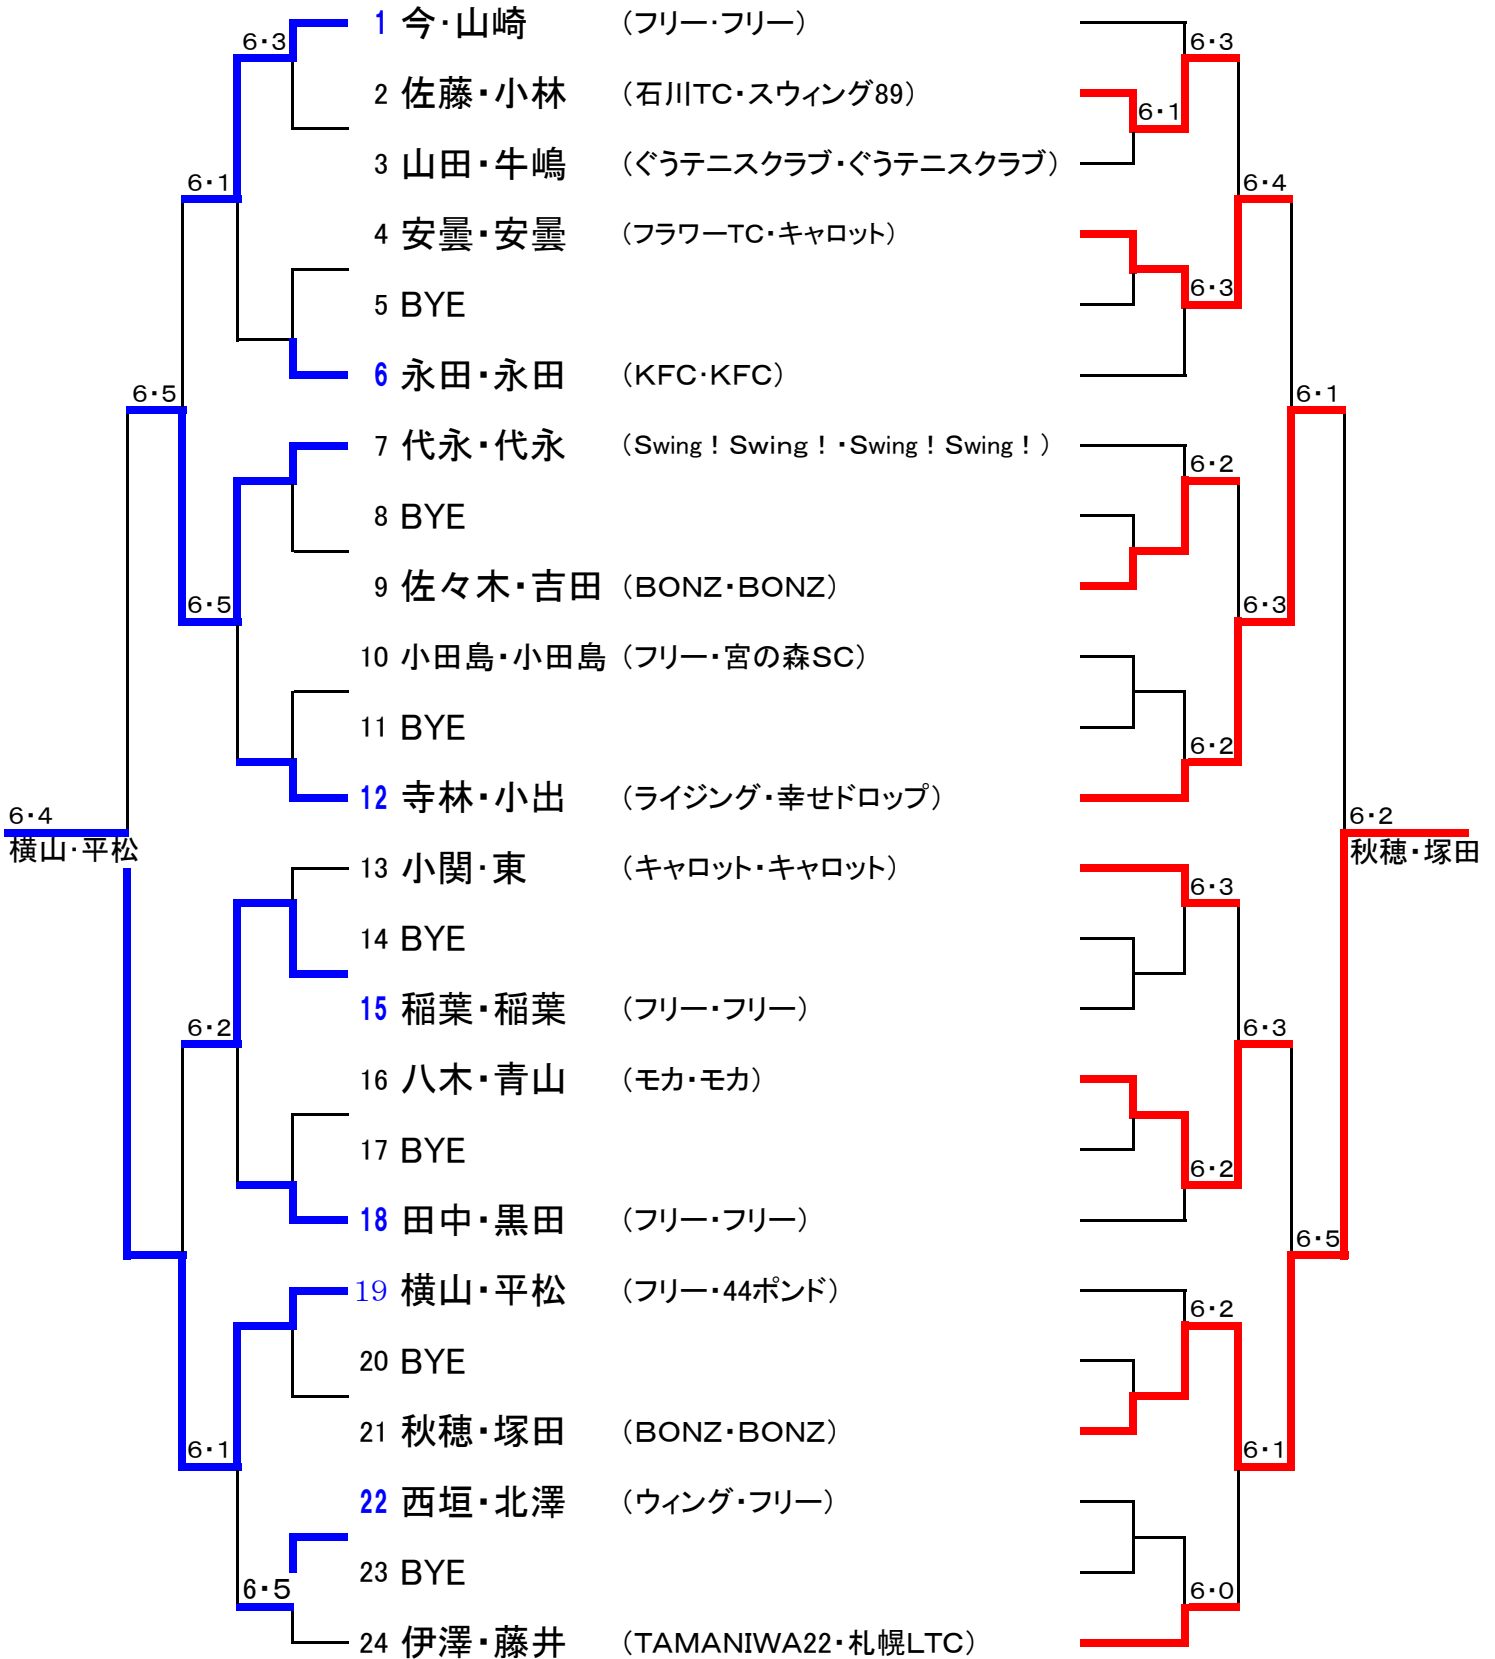 1 今・山崎 （フリー・フリー）
6・3 6・3
2 佐藤・小林 （石川TC・スウィング89）
6・1
3 山田・牛嶋 （ぐうテニスクラブ・ぐうテニスクラブ）
6・1 6・4
4 安曇・安曇 （フラワーTC・キャロット）
6・3
5 BYE
6 永田・永田 （KFC・KFC）
6・5 6・1
7 代永・代永 （Swing！Swing！・Swing！Swing！）
6・2
8 BYE
9 佐々木・吉田 （BONZ・BONZ）
6・5 6・3
10 小田島・小田島 （フリー・宮の森SC）
11 BYE
6・2
12 寺林・小出 （ライジング・幸せドロップ）
6・4 6・2
横山・平松 秋穂・塚田
13 小関・東 （キャロット・キャロット）
6・3
14 BYE
15 稲葉・稲葉 （フリー・フリー）
6・2 6・3
16 八木・青山 （モカ・モカ）
17 BYE
6・2
18 田中・黒田 （フリー・フリー）
6・5
19 横山・平松 （フリー・44ポンド）
6・2
20 BYE
21 秋穂・塚田 （BONZ・BONZ）
6・1 6・1
22 西垣・北澤 （ウィング・フリー）
23 BYE
6・5 6・0
24 伊澤・藤井 （TAMANIWA22・札幌LTC）